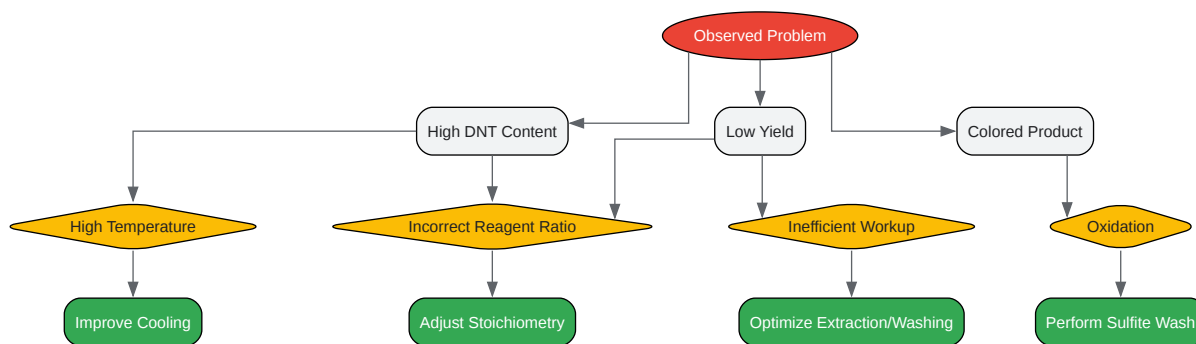 Observed Problem
High DNT Content
Low Yield
Colored Product
High Temperature
Incorrect Reagent Ratio
Inefficient Workup
Oxidation
Improve Cooling
Adjust Stoichiometry
Optimize Extraction/Washing
Perform Sulfite Wash